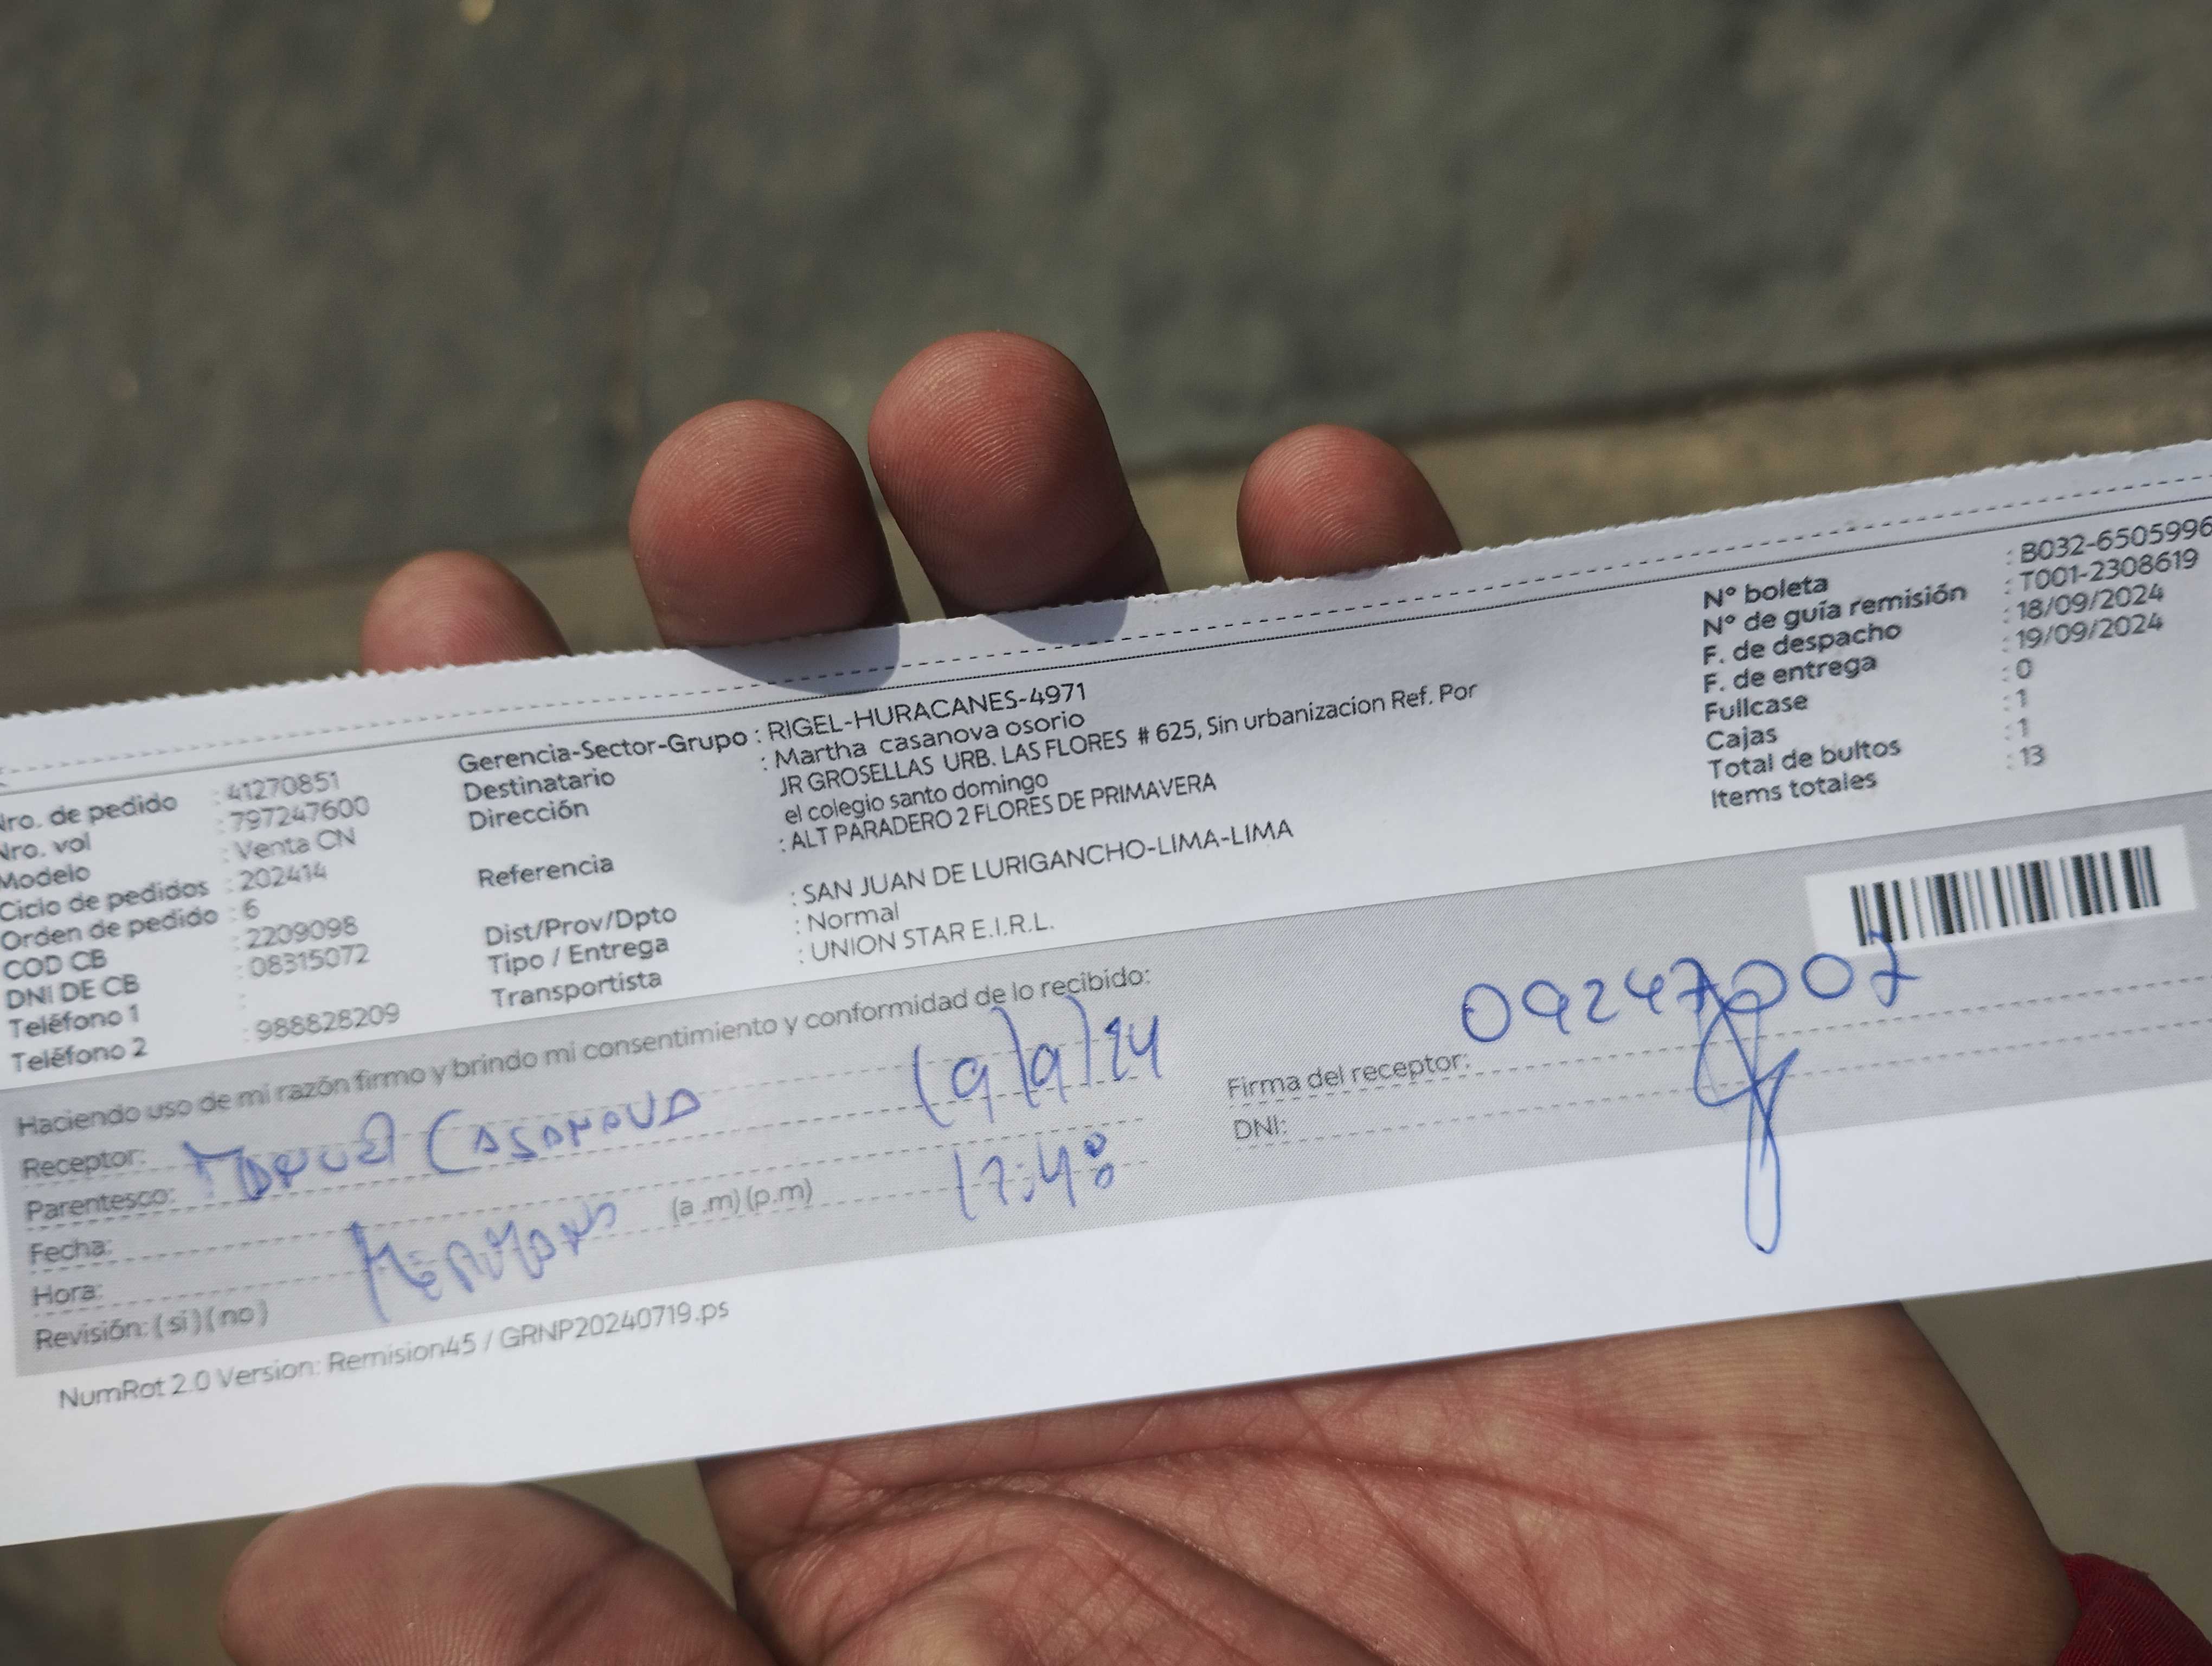 Nro. de pedido : 41270851
Nro. vol : 797247600
Modelo : Venta CN
Ciclo de pedidos : 202414
Orden de pedido : 6
COD CB : 2209098
DNI DE CB : 08315072
Teléfono 1 :
Teléfono 2 : 988828209
Gerencia-Sector-Grupo : RIGEL-HURACANES-4971
Destinatario : Martha casanova osorio
Dirección JR GROSELLAS URB. LAS FLORES # 625, Sin urbanizacion Ref. Por
el colegio santo domingo
Referencia : ALT PARADERO 2 FLORES DE PRIMAVERA
Dist/Prov/Dpto : SAN JUAN DE LURIGANCHO-LIMA-LIMA
Tipo / Entrega : Normal
Transportista : UNION STAR E.I.R.L.
N° boleta : B032-6505996
N° de guía remisión : T001-2308619
F. de despacho : 18/09/2024
F. de entrega : 19/09/2024
Fullcase : 0
Cajas : 1
Total de bultos : 1
Items totales : 13
Haciendo uso de mi razón firmo y brindo mi consentimiento y conformidad de lo recibido:
Receptor: Manuel Casanova
Parentesco:
Fecha: 19/9/24
Hora: Hermano (a .m) (p.m) 12:48
Revisión: ( si ) ( no )
Firma del receptor: 09247007
DNI:
NumRot 2.0 Version: Remision45 / GRNP20240719.ps